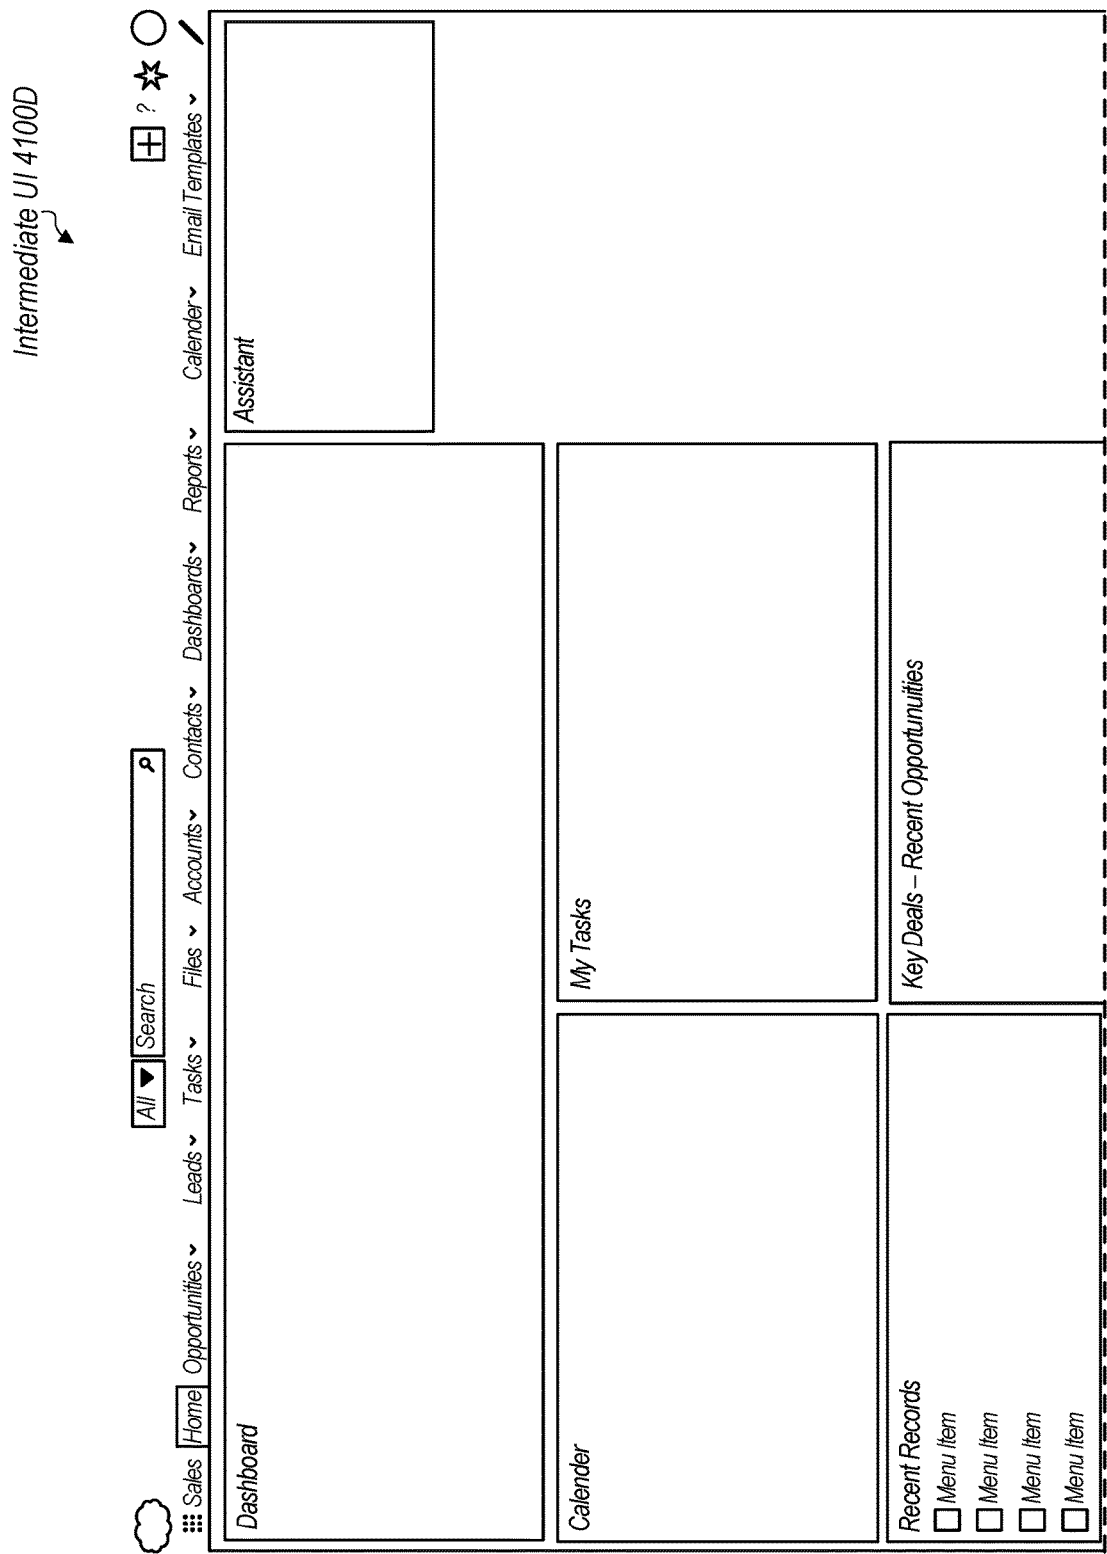 Intermediate UI 4100D
All Search ?
Sales Home Opportunities Leads Tasks Files Accounts Contacts Dashboards Reports Calender Email Templates
Dashboard
Assistant
Calender
My Tasks
Recent Records
Menu Item
Menu Item
Menu Item
Menu Item
Key Deals – Recent Opportunuities